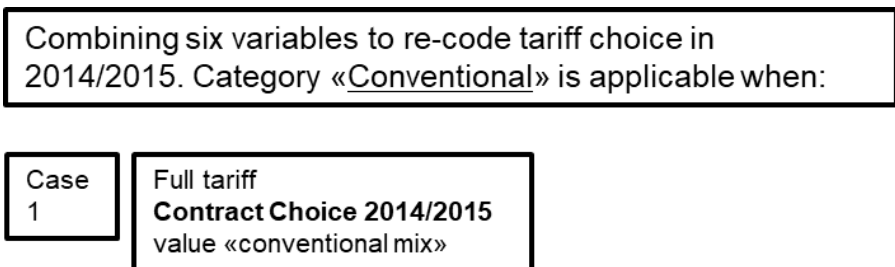 Combining six variables to re-code tariff choice in
2014/2015. Category «Conventional» is applicable when:
Case
1
Full tariff
Contract Choice 2014/2015
value «conventional mix»